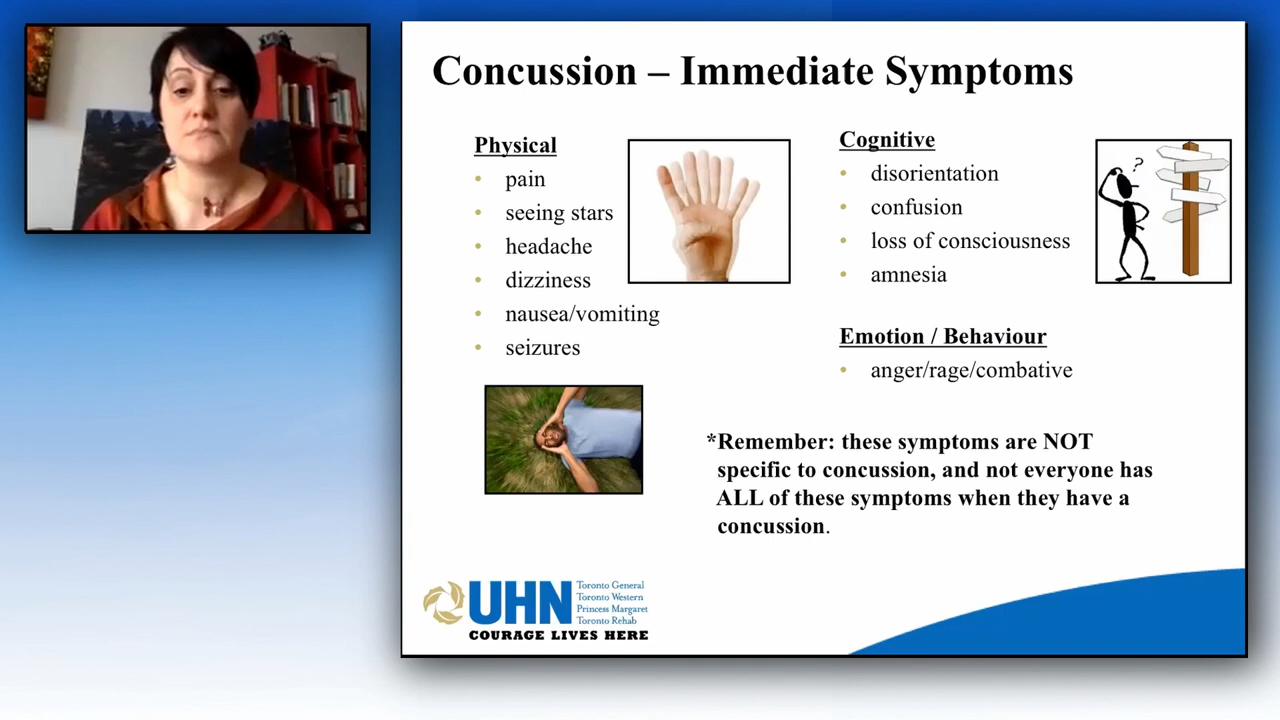 Concussion – Immediate Symptoms
Physical
• pain
• seeing stars
• headache
• dizziness
• nausea/vomiting
• seizures
Cognitive
• disorientation
• confusion
• loss of consciousness
• amnesia
?
Emotion / Behaviour
• anger/rage/combative
*Remember: these symptoms are NOT
specific to concussion, and not everyone has
ALL of these symptoms when they have a
concussion.
UHN
Toronto General
Toronto Western
Princess Margaret
Toronto Rehab
COURAGE LIVES HERE